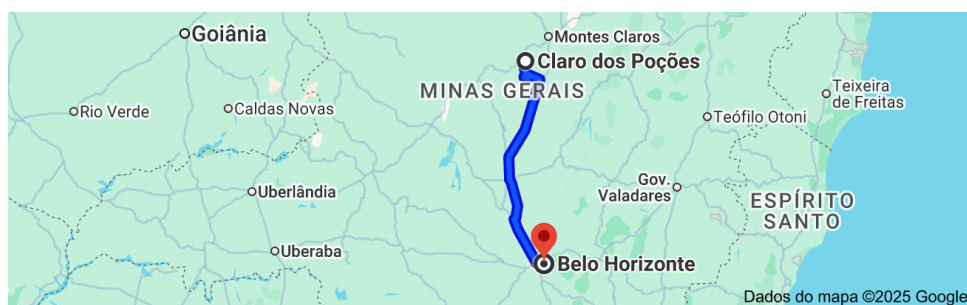 Goiânia
Montes Claros
Claro dos Poções
MINAS GERAIS
Teixeira
de Freitas
Rio Verde
Caldas Novas
Teófilo Otoni
Gov.
Valadares
Uberlândia
ESPÍRITO
SANTO
Uberaba
Belo Horizonte
Dados do mapa ©2025 Google